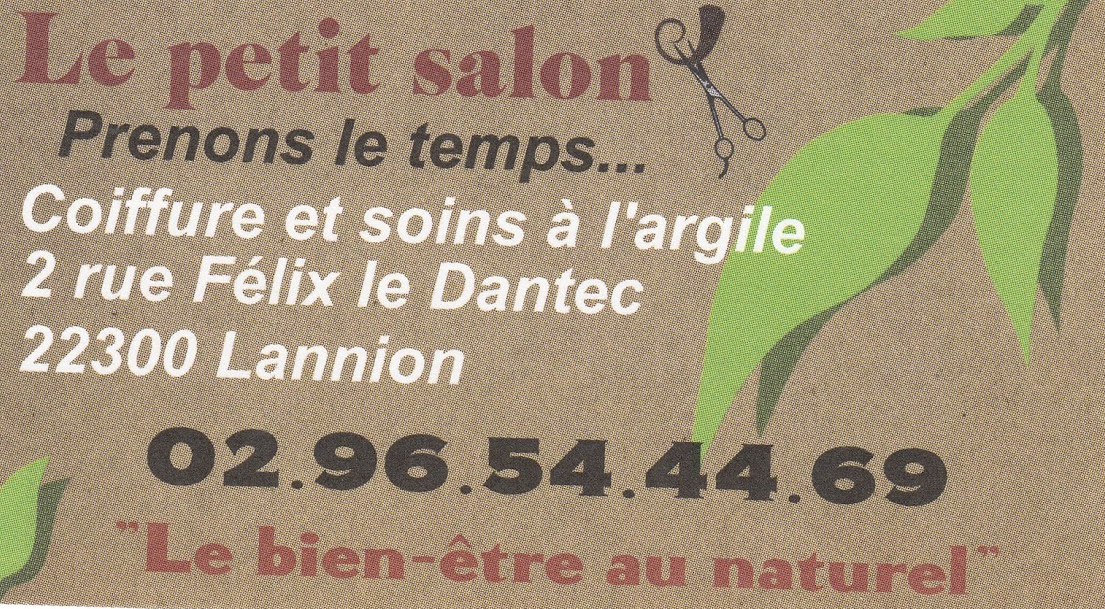 Le petit salon
Prenons le temps...
Coiffure et soins à l'argile
2 rue Félix le Dantec
22300 Lannion
02.96.54.44.69
"Le bien-être au naturel"